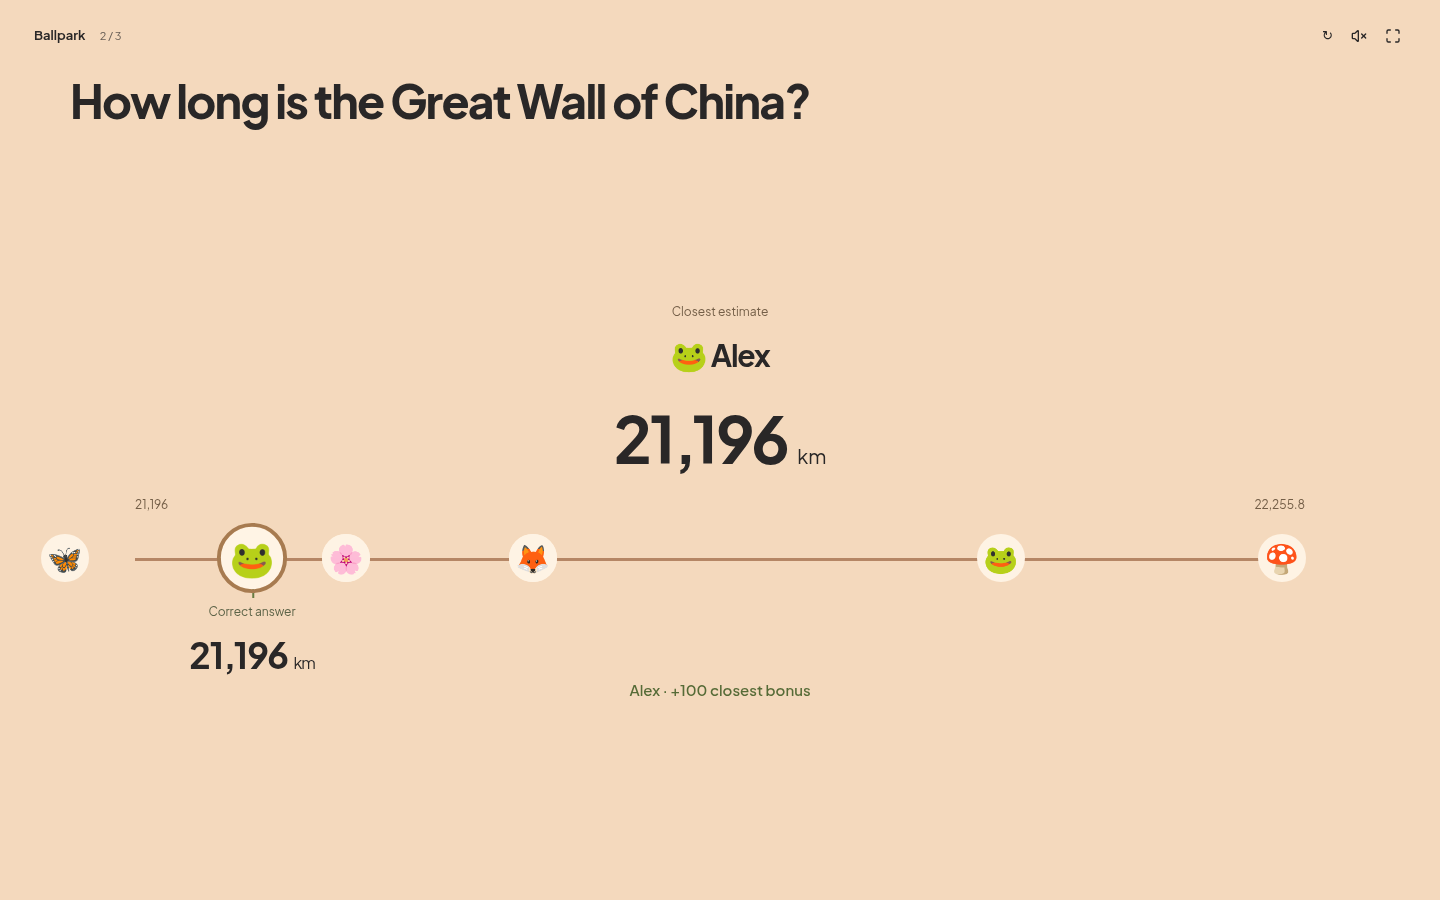 Ballpark 2 / 3
How long is the Great Wall of China?
Closest estimate
🐸 Alex
21,196 km
21,196 22,255.8
Correct answer
21,196 km
Alex · +100 closest bonus